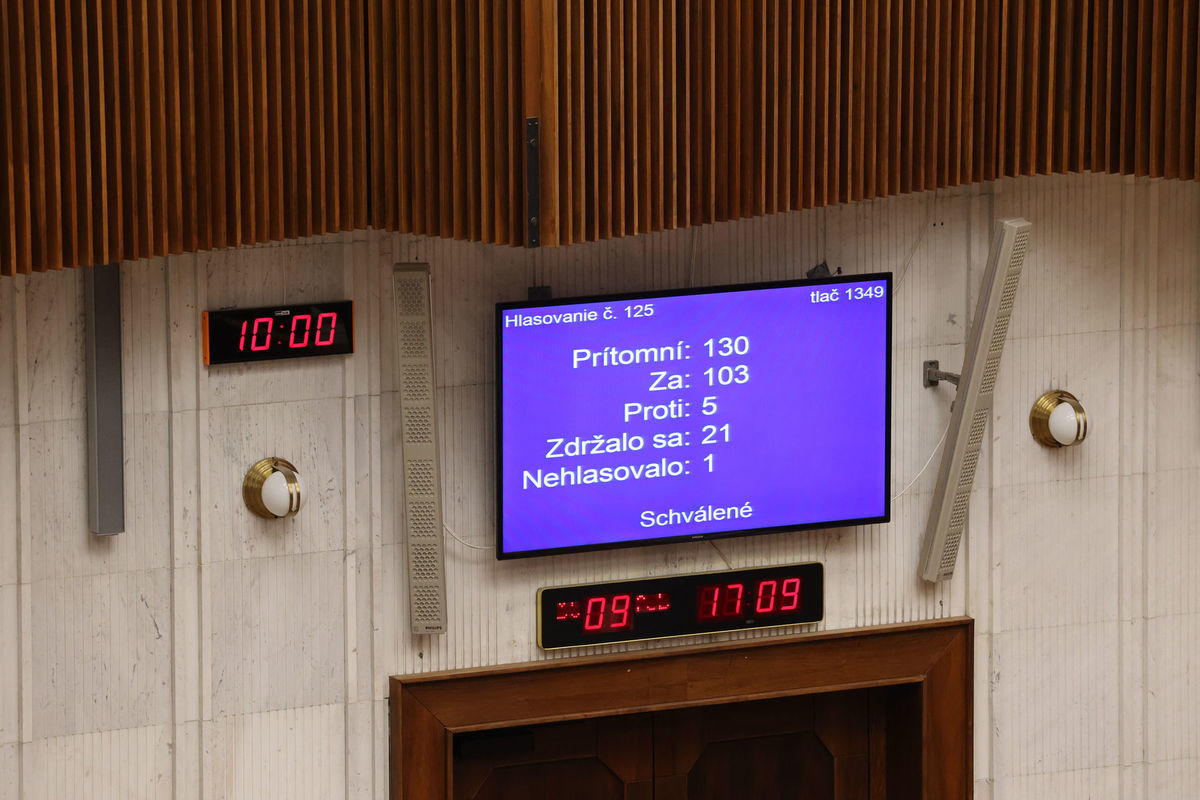 10:00
Hlasovanie č. 125
tlač 1349
Prítomní: 130
Za: 103
Proti: 5
Zdržalo sa: 21
Nehlasovalo: 1
Schválené
09
17:09
PHILIPS